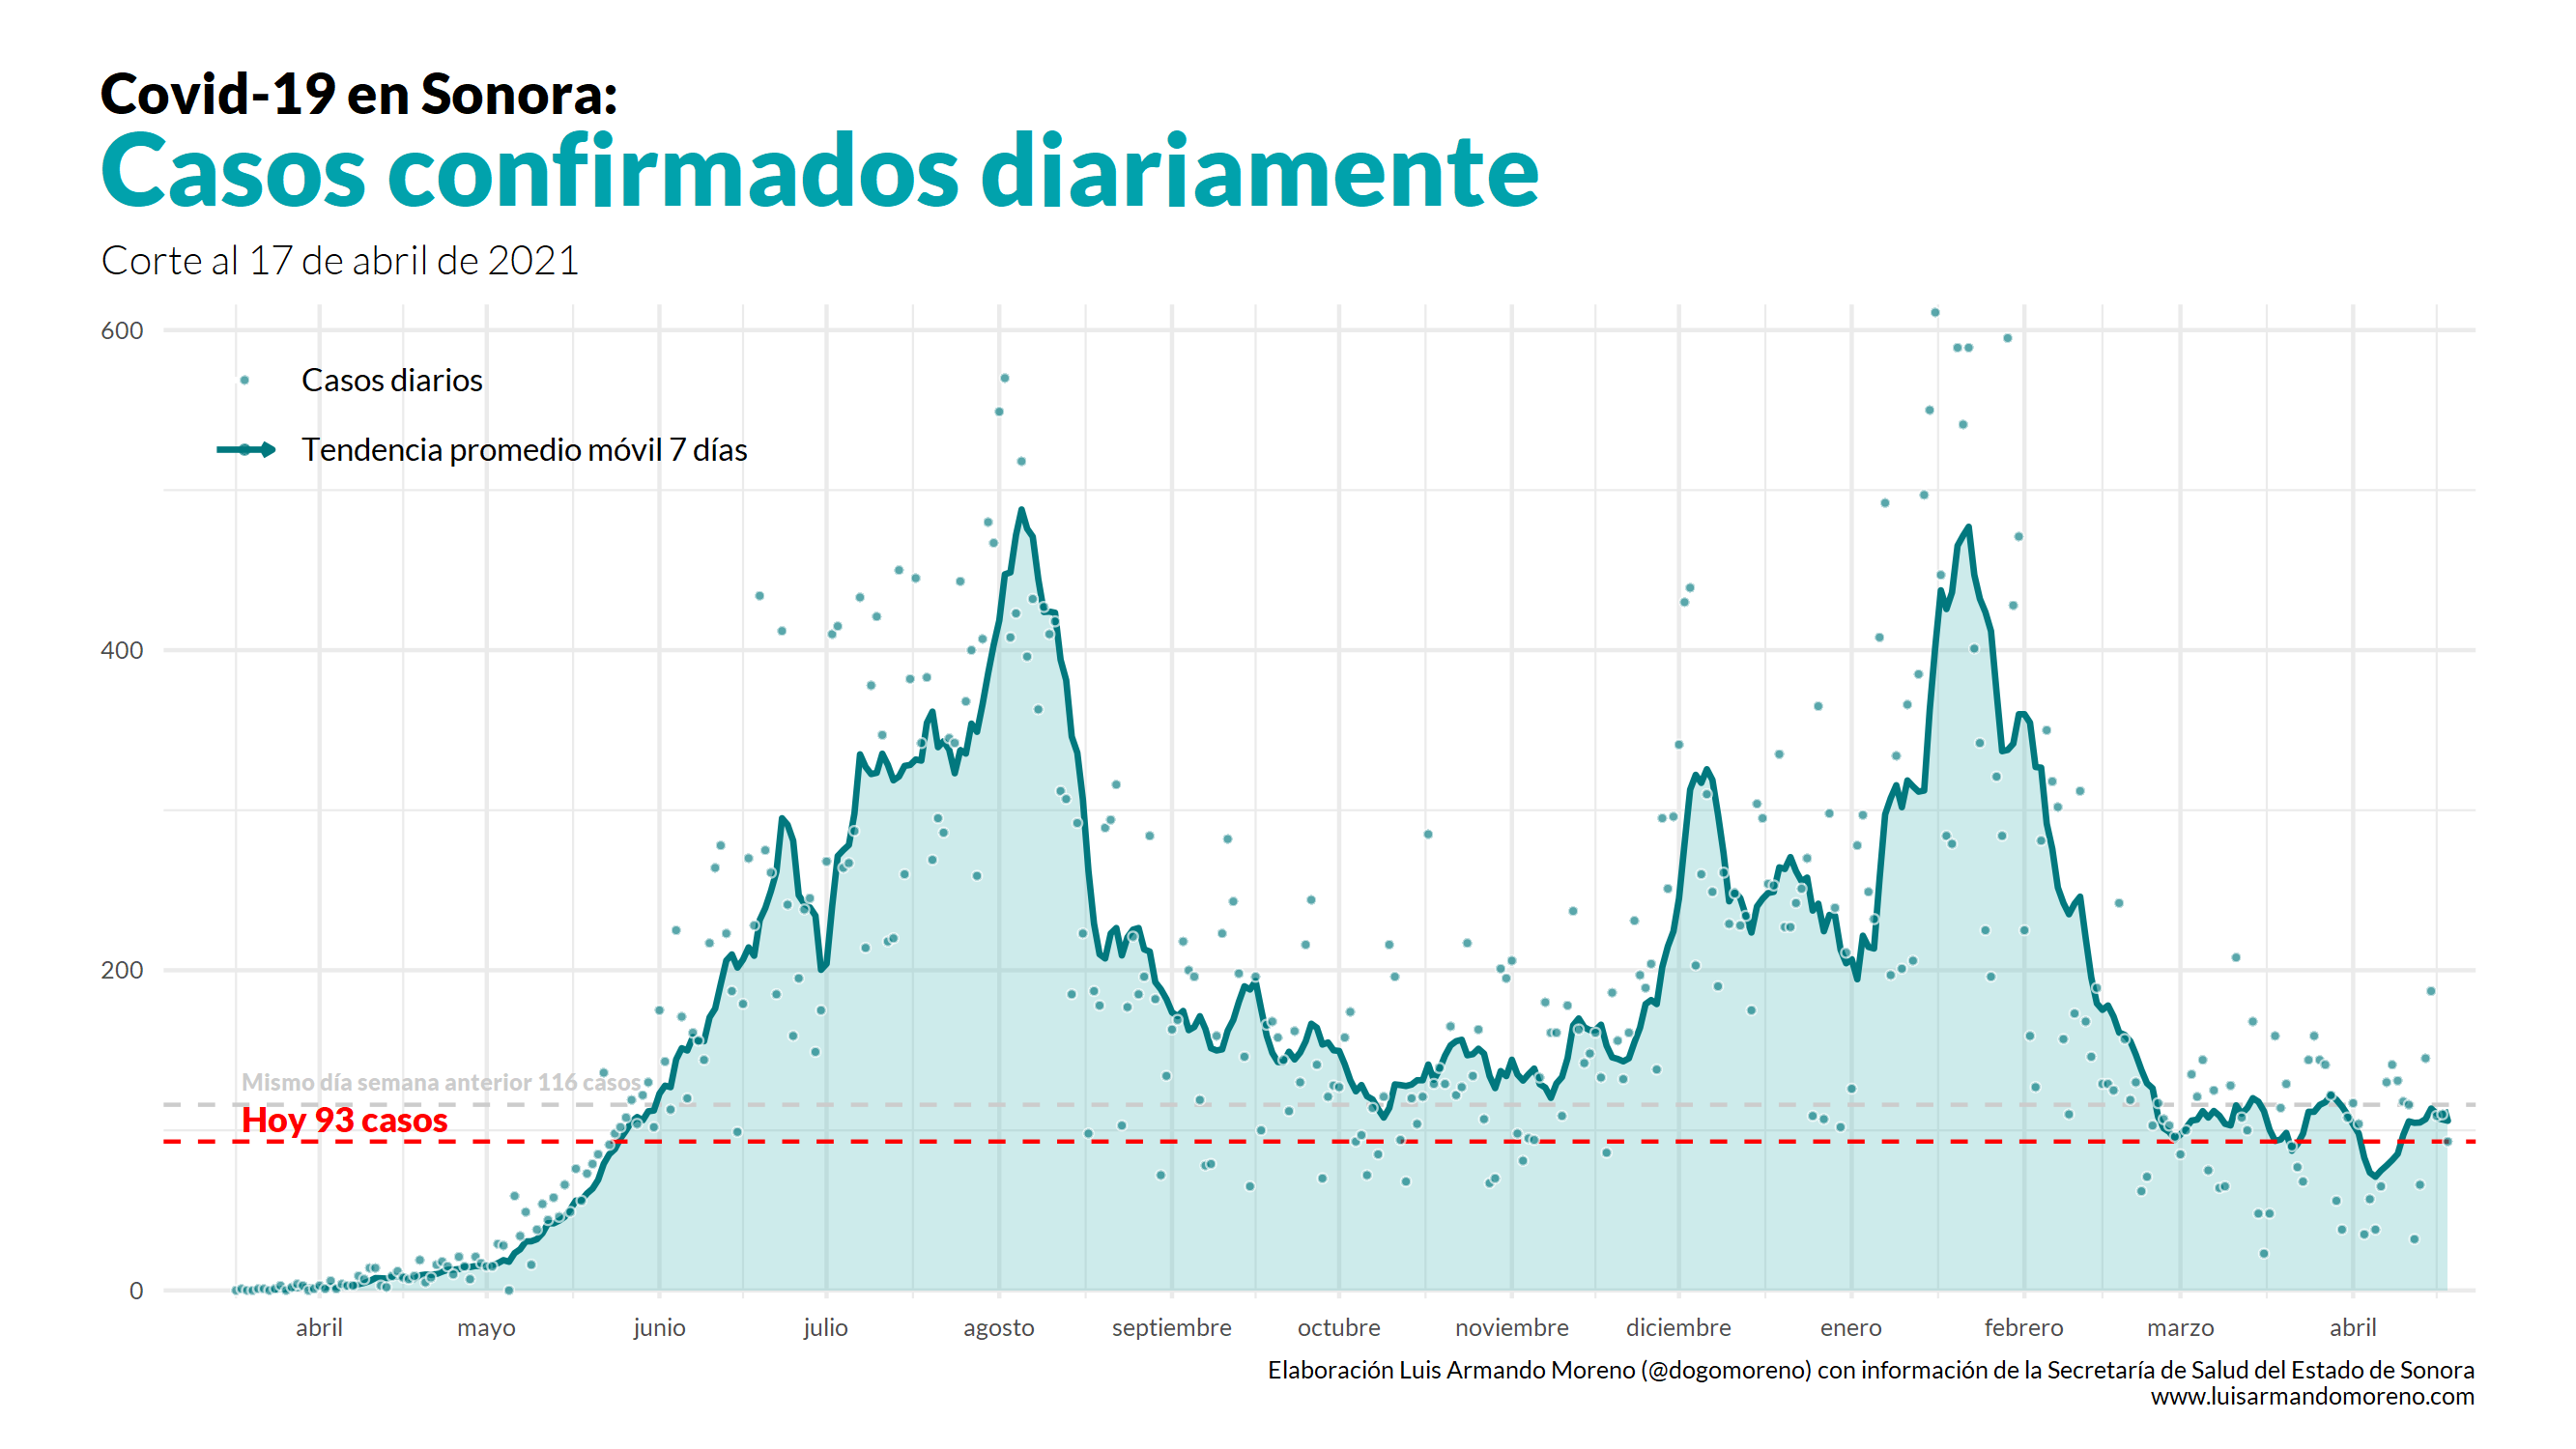 Covid-19 en Sonora:
Casos confirmados diariamente
Corte al 17 de abril de 2021
600
Casos diarios
Tendencia promedio móvil 7 días
400
200
Mismo día semana anterior 116 casos
Hoy 93 casos
0
abril mayo junio julio agosto septiembre octubre noviembre diciembre enero febrero marzo abril
Elaboración Luis Armando Moreno (@dogomoreno) con información de la Secretaría de Salud del Estado de Sonora
www.luisarmandomoreno.com